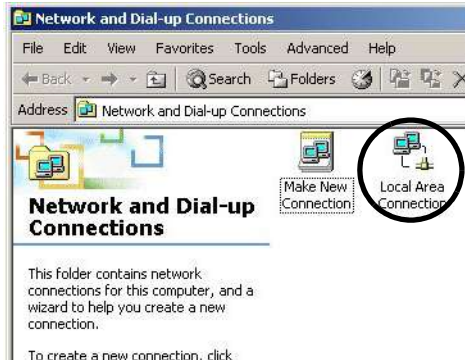 Network and Dial-up Connections
File Edit View Favorites Tools Advanced Help
Back Search Folders
Address Network and Dial-up Connections
Make New
Connection
Local Area
Connection
Network and Dial-up
Connections
This folder contains network
connections for this computer, and a
wizard to help you create a new
connection.
To create a new connection, click